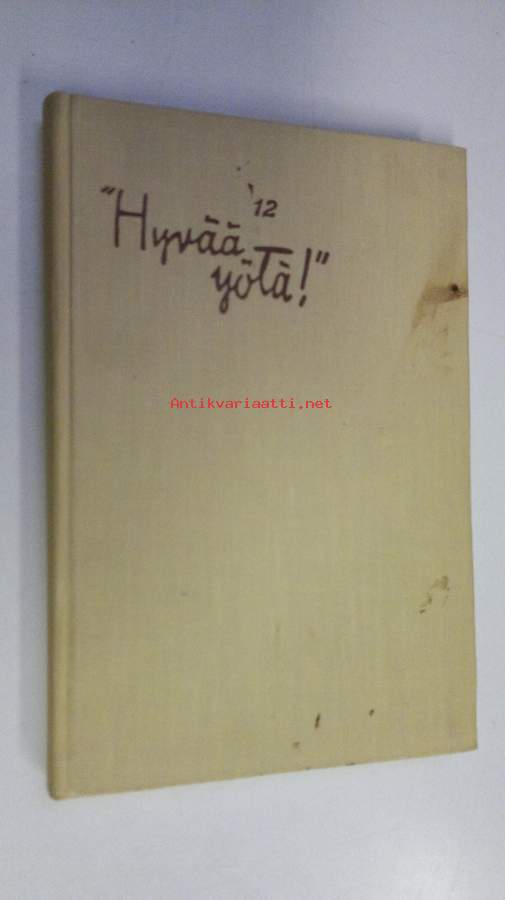 12
"Hyvää
yötä!"
Antikvariaatti.net